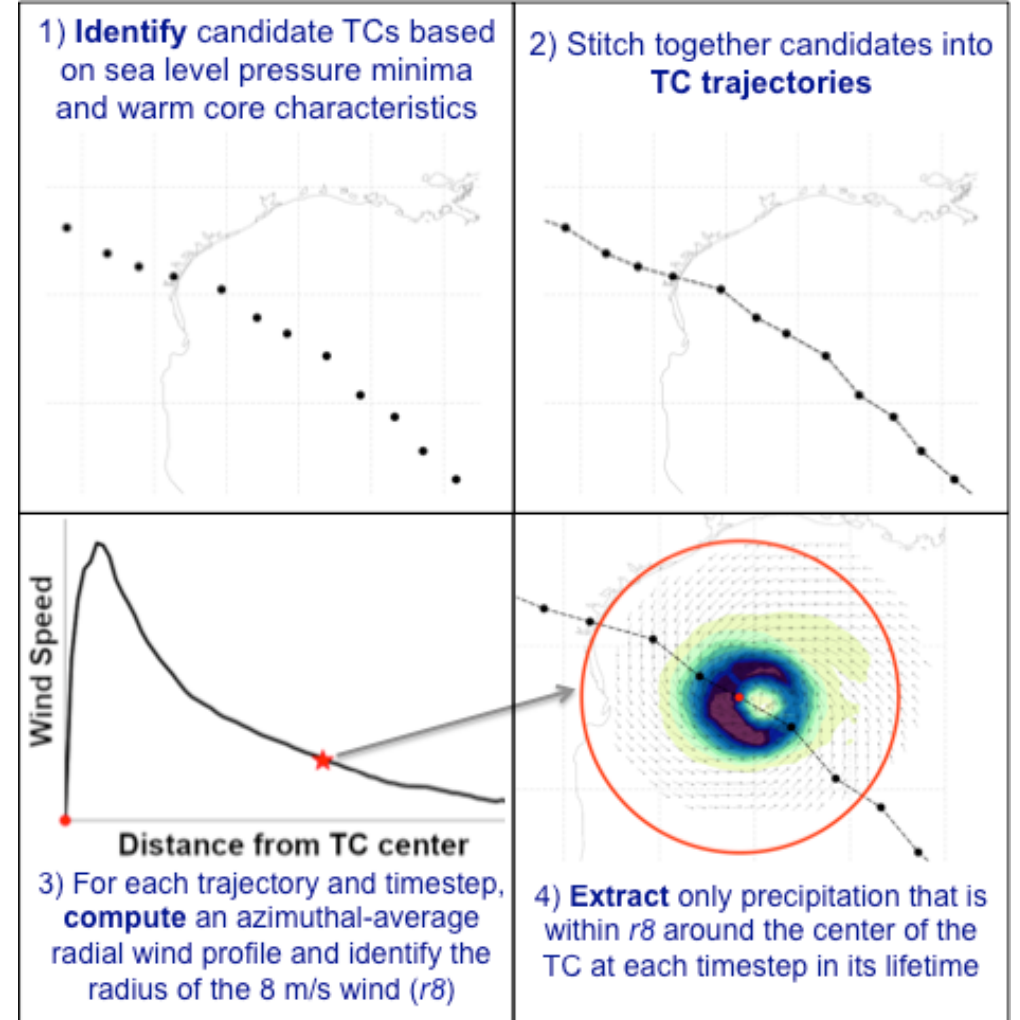 1) Identify candidate TCs based
on sea level pressure minima
and warm core characteristics
2) Stitch together candidates into
TC trajectories
Wind Speed
Distance from TC center
3) For each trajectory and timestep,
compute an azimuthal-average
radial wind profile and identify the
radius of the 8 m/s wind (r8)
4) Extract only precipitation that is
within r8 around the center of the
TC at each timestep in its lifetime